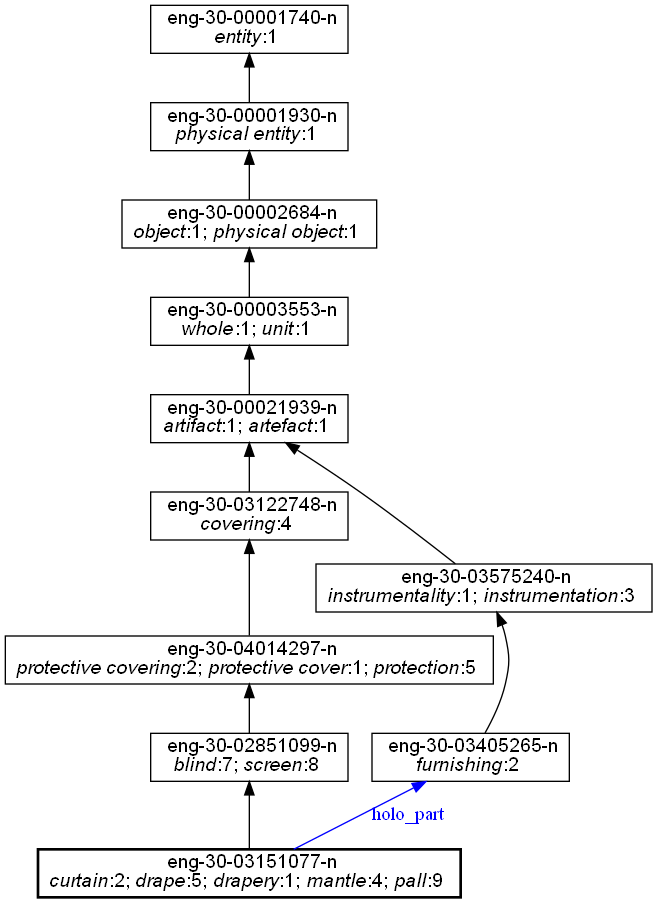 eng-30-00001740-n
entity:1
eng-30-00001930-n
physical entity:1
eng-30-00002684-n
object:1; physical object:1
eng-30-00003553-n
whole:1; unit:1
eng-30-00021939-n
artifact:1; artefact:1
eng-30-03122748-n
covering:4
eng-30-03575240-n
instrumentality:1; instrumentation:3
eng-30-04014297-n
protective covering:2; protective cover:1; protection:5
eng-30-02851099-n
blind:7; screen:8
eng-30-03405265-n
furnishing:2
holo_part
eng-30-03151077-n
curtain:2; drape:5; drapery:1; mantle:4; pall:9